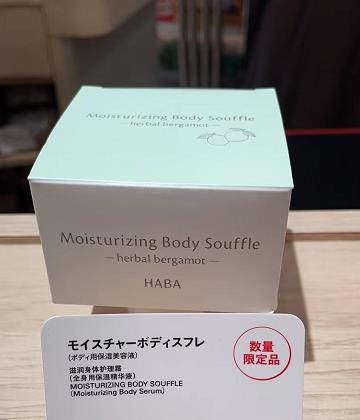 Moisturizing Body Souffle
— herbal bergamot —
Moisturizing Body Souffle
— herbal bergamot —
HABA
モイスチャーボディスフレ
(ボディ用保湿美容液)
滋润身体护理霜
(全身用保湿精华液)
MOISTURIZING BODY SOUFFLE
(Moisturizing Body Serum)
数量
限定品